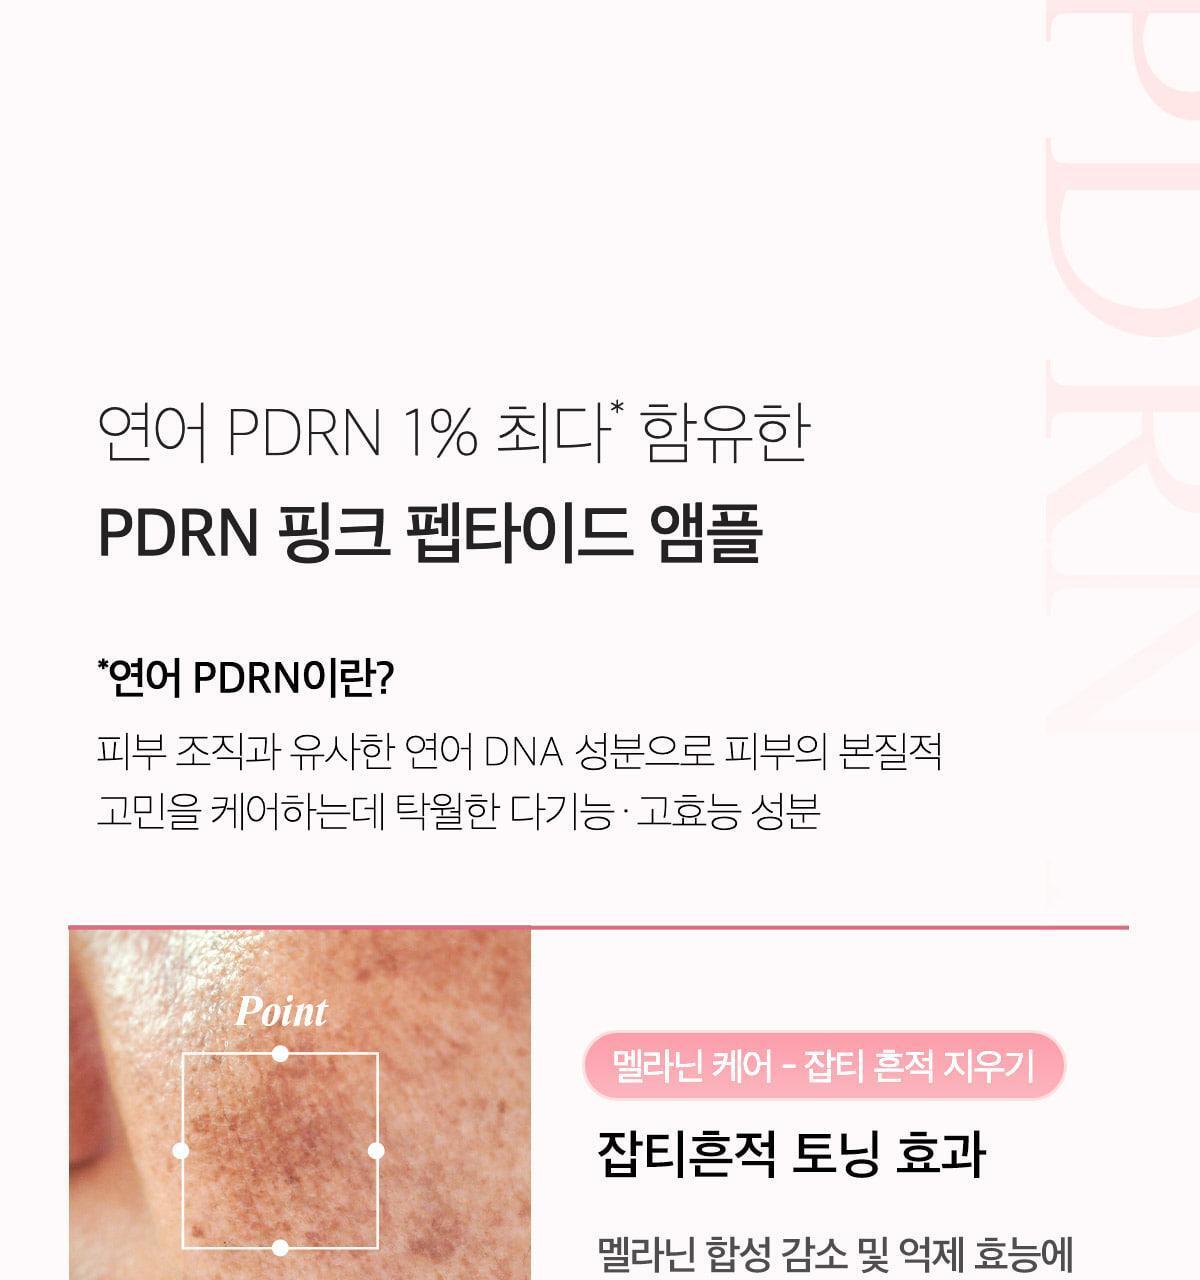 PDRN
연어 PDRN 1% 최다* 함유한
PDRN 핑크 펩타이드 앰플
*연어 PDRN이란?
피부 조직과 유사한 연어 DNA 성분으로 피부의 본질적
고민을 케어하는데 탁월한 다기능·고효능 성분
Point
멜라닌 케어 - 잡티 흔적 지우기
잡티흔적 토닝 효과
멜라닌 합성 감소 및 억제 효능에